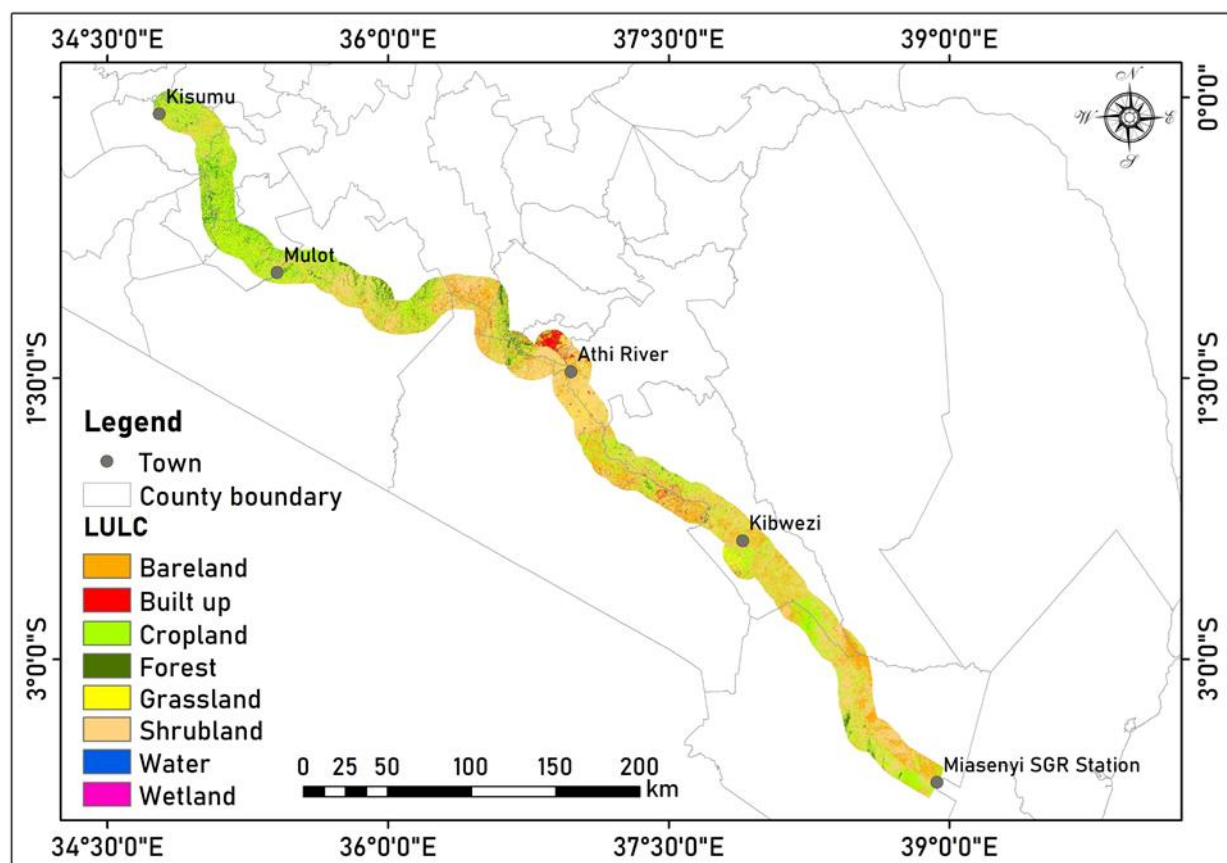 34°30'0"E 36°0'0"E 37°30'0"E 39°0'0"E
N
W E
S
0°0'0"
Kisumu
Mulot
Athi River
1°30'0"S 1°30'0"S
Legend
Town
County boundary
LULC
Kibwezi
Bareland
Built up
Cropland
Forest
3°0'0"S 3°0'0"S
Grassland
Shrubland
Water
Wetland
0 25 50 100 150 200
km
Miasenyi SGR Station
34°30'0"E 36°0'0"E 37°30'0"E 39°0'0"E